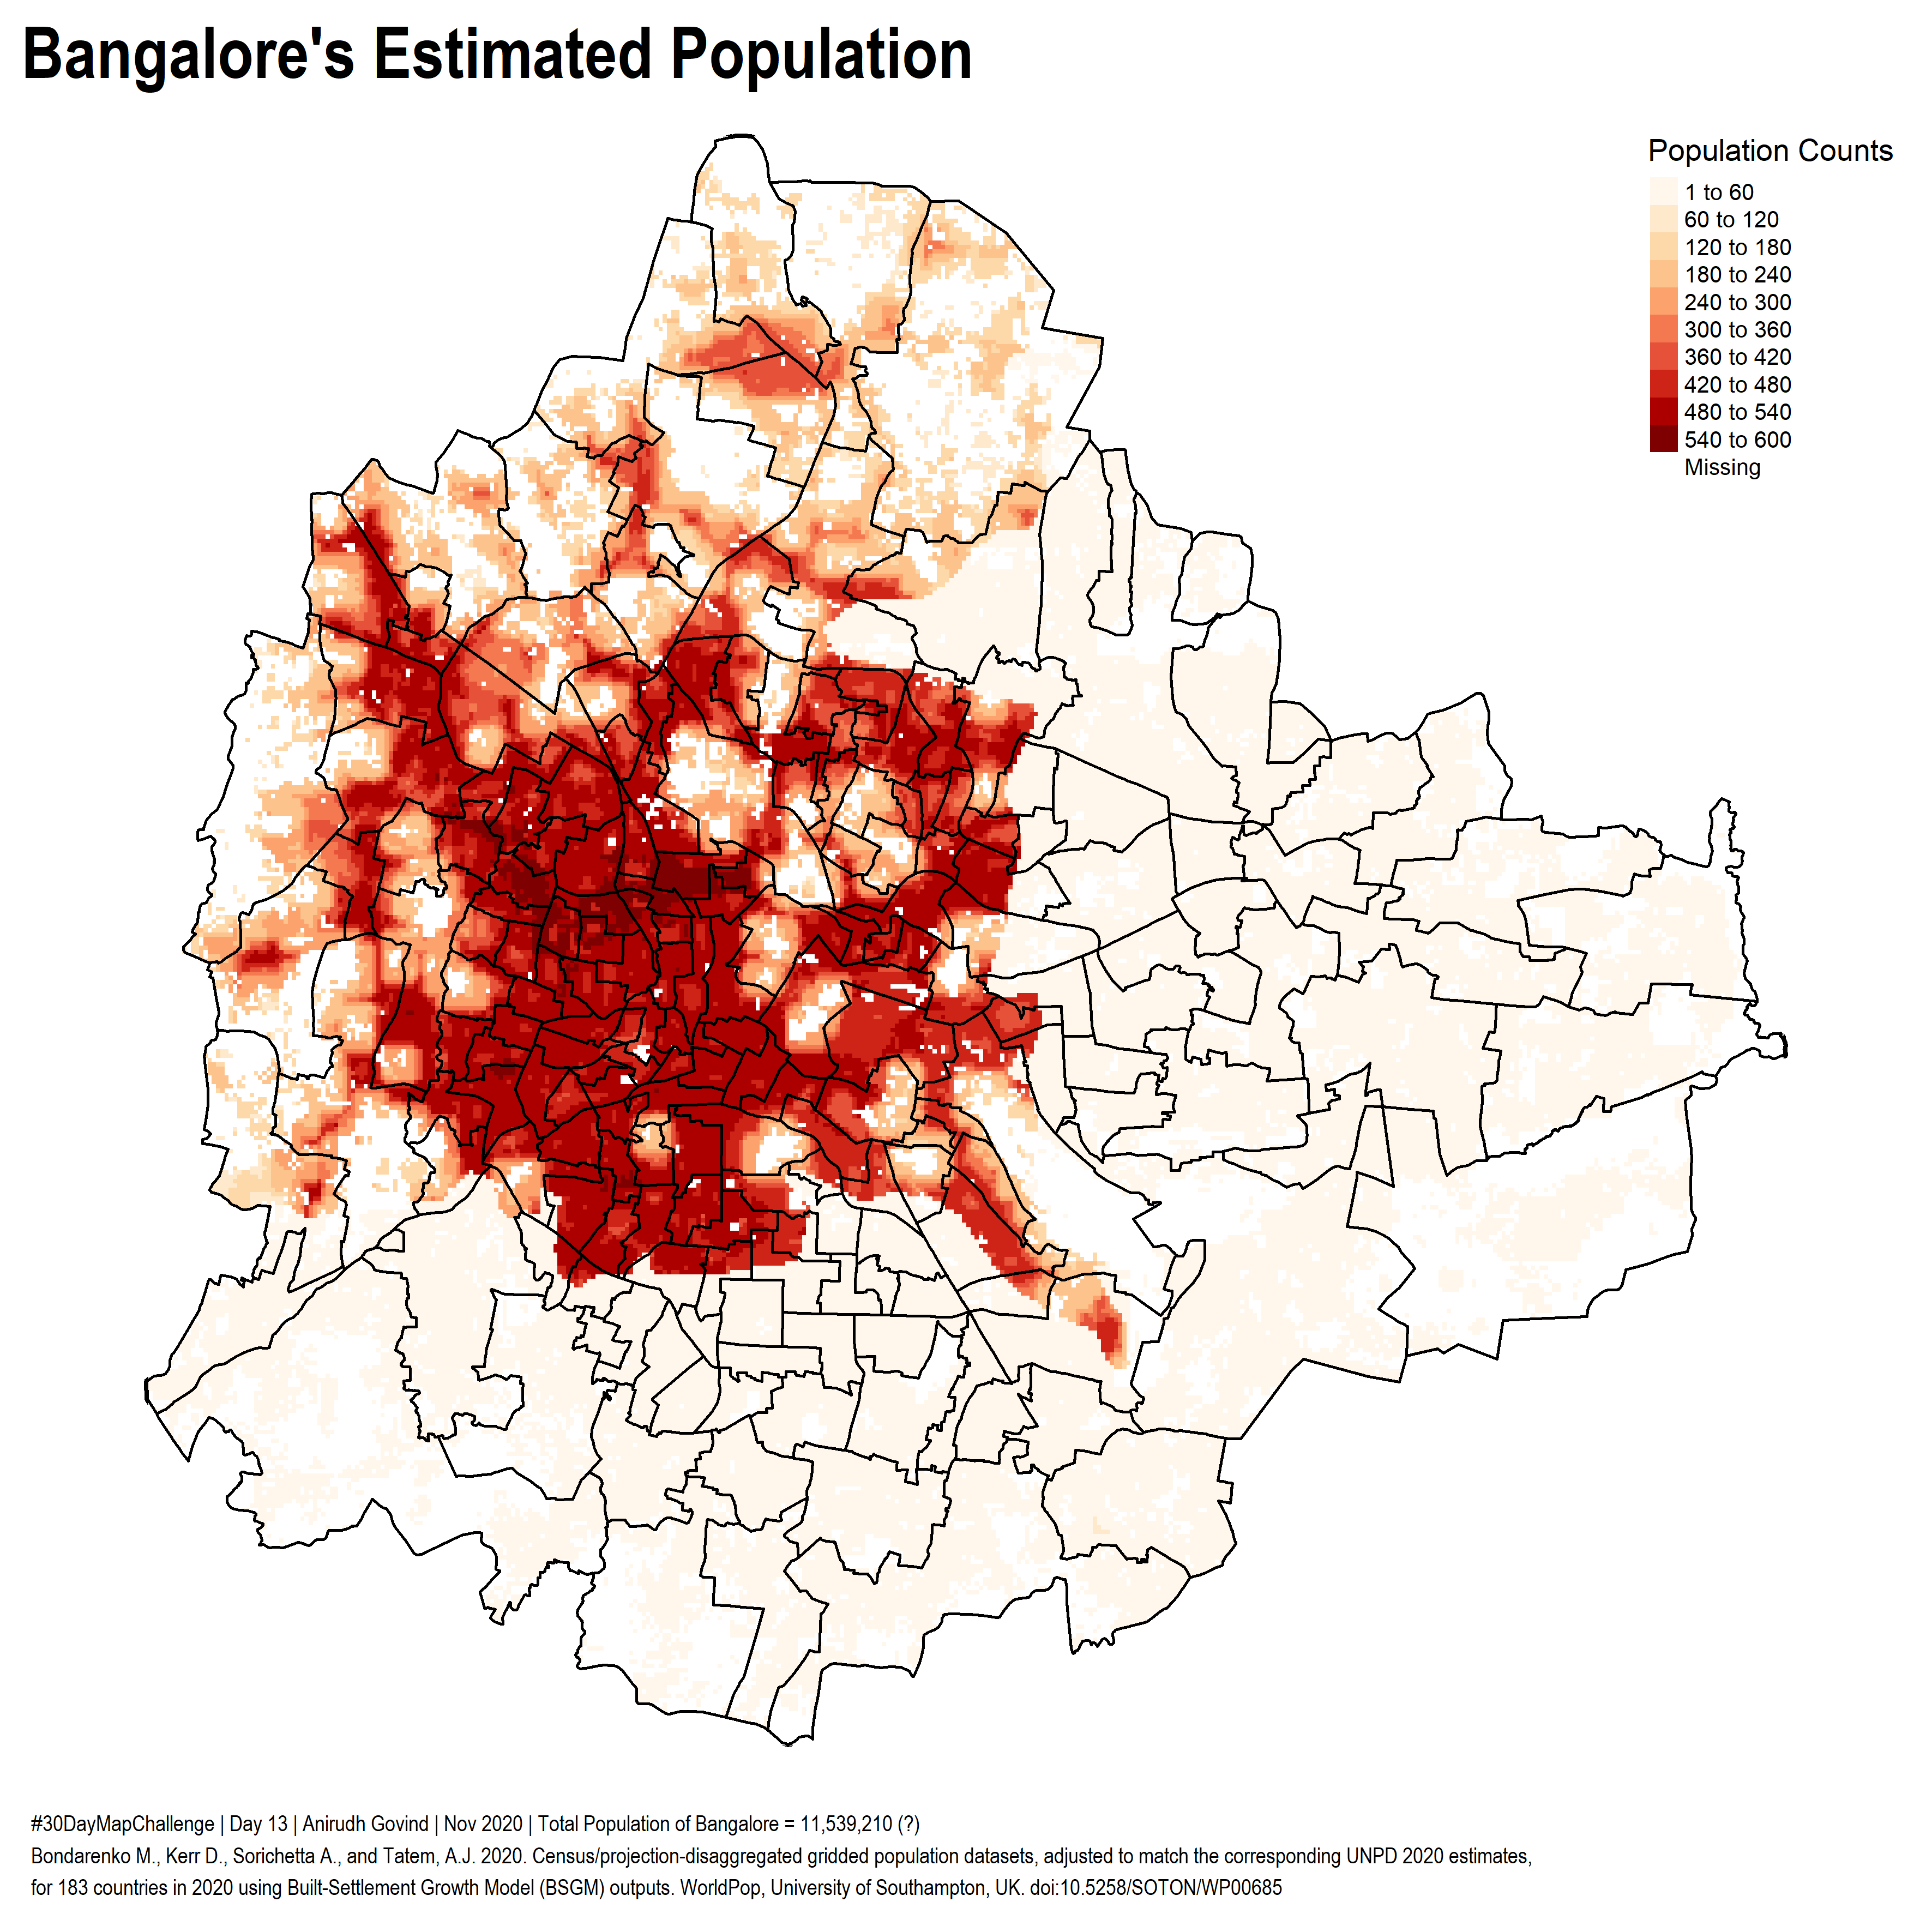 Bangalore's Estimated Population
Population Counts
1 to 60
60 to 120
120 to 180
180 to 240
240 to 300
300 to 360
360 to 420
420 to 480
480 to 540
540 to 600
Missing
#30DayMapChallenge | Day 13 | Anirudh Govind | Nov 2020 | Total Population of Bangalore = 11,539,210 (?)
Bondarenko M., Kerr D., Sorichetta A., and Tatem, A.J. 2020. Census/projection-disaggregated gridded population datasets, adjusted to match the corresponding UNPD 2020 estimates,
for 183 countries in 2020 using Built-Settlement Growth Model (BSGM) outputs. WorldPop, University of Southampton, UK. doi:10.5258/SOTON/WP00685